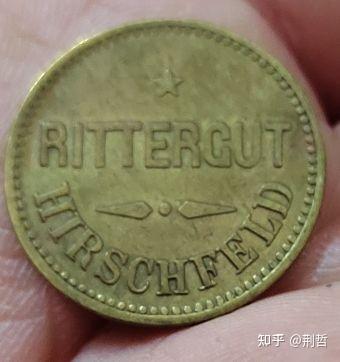 RITTERGUT
HIRSCHFELD
知乎 @荆哲